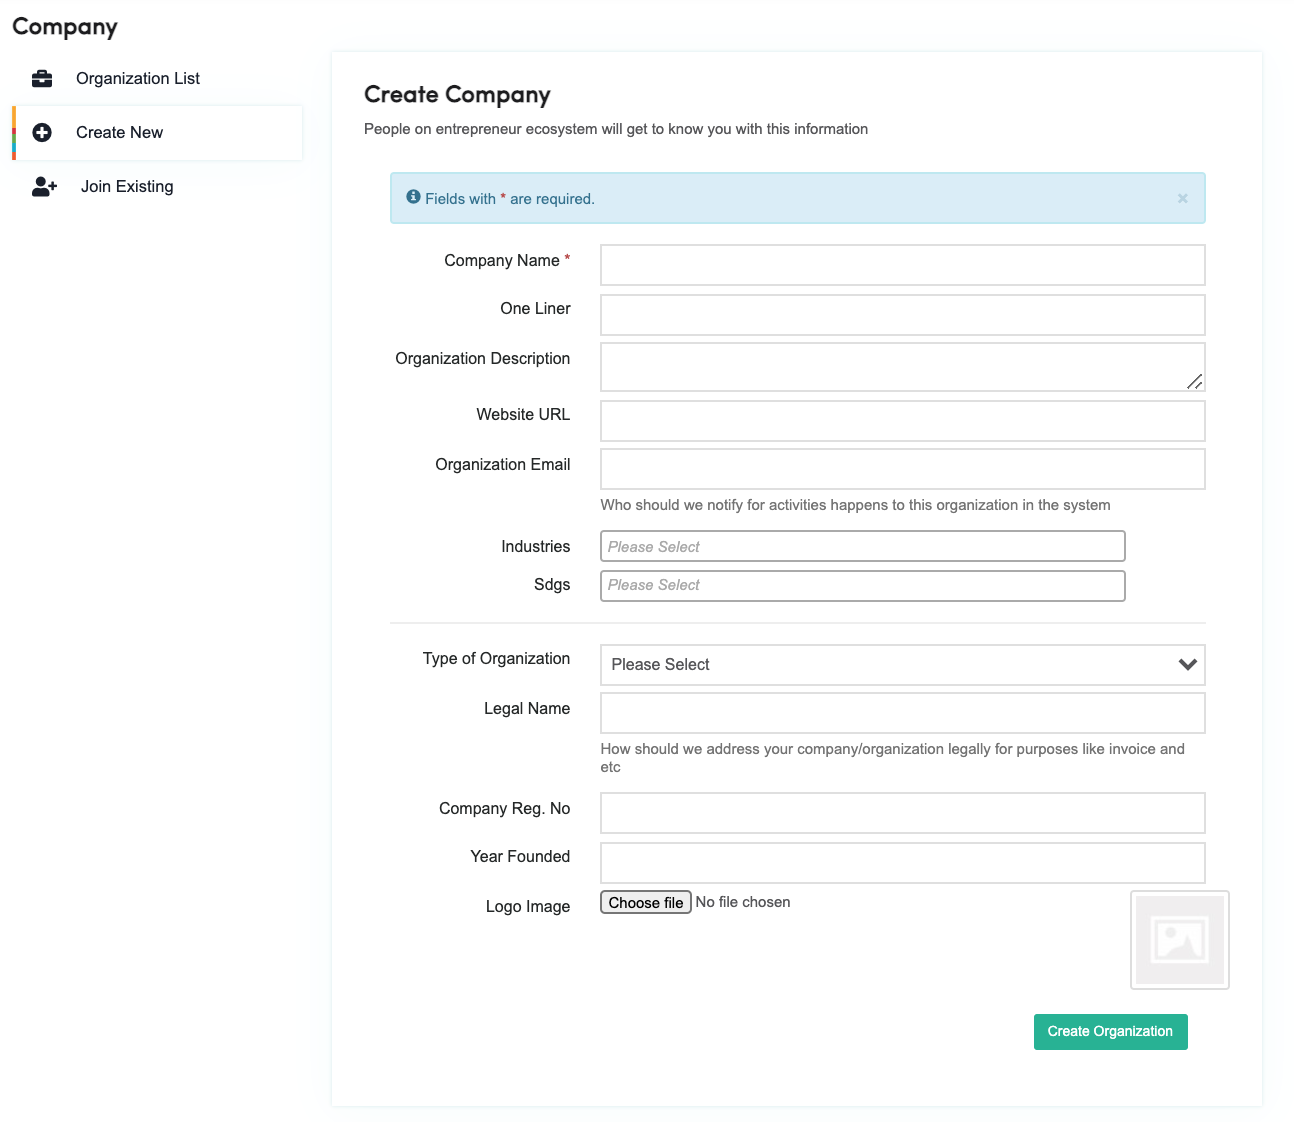 Company
Organization List
Create New
Join Existing
Create Company
People on entrepreneur ecosystem will get to know you with this information
Fields with * are required.
×
Company Name *
One Liner
Organization Description
Website URL
Organization Email
Who should we notify for activities happens to this organization in the system
Industries
Please Select
Sdgs
Please Select
Type of Organization
Please Select
Legal Name
How should we address your company/organization legally for purposes like invoice and
etc
Company Reg. No
Year Founded
Logo Image
Choose file No file chosen
Create Organization